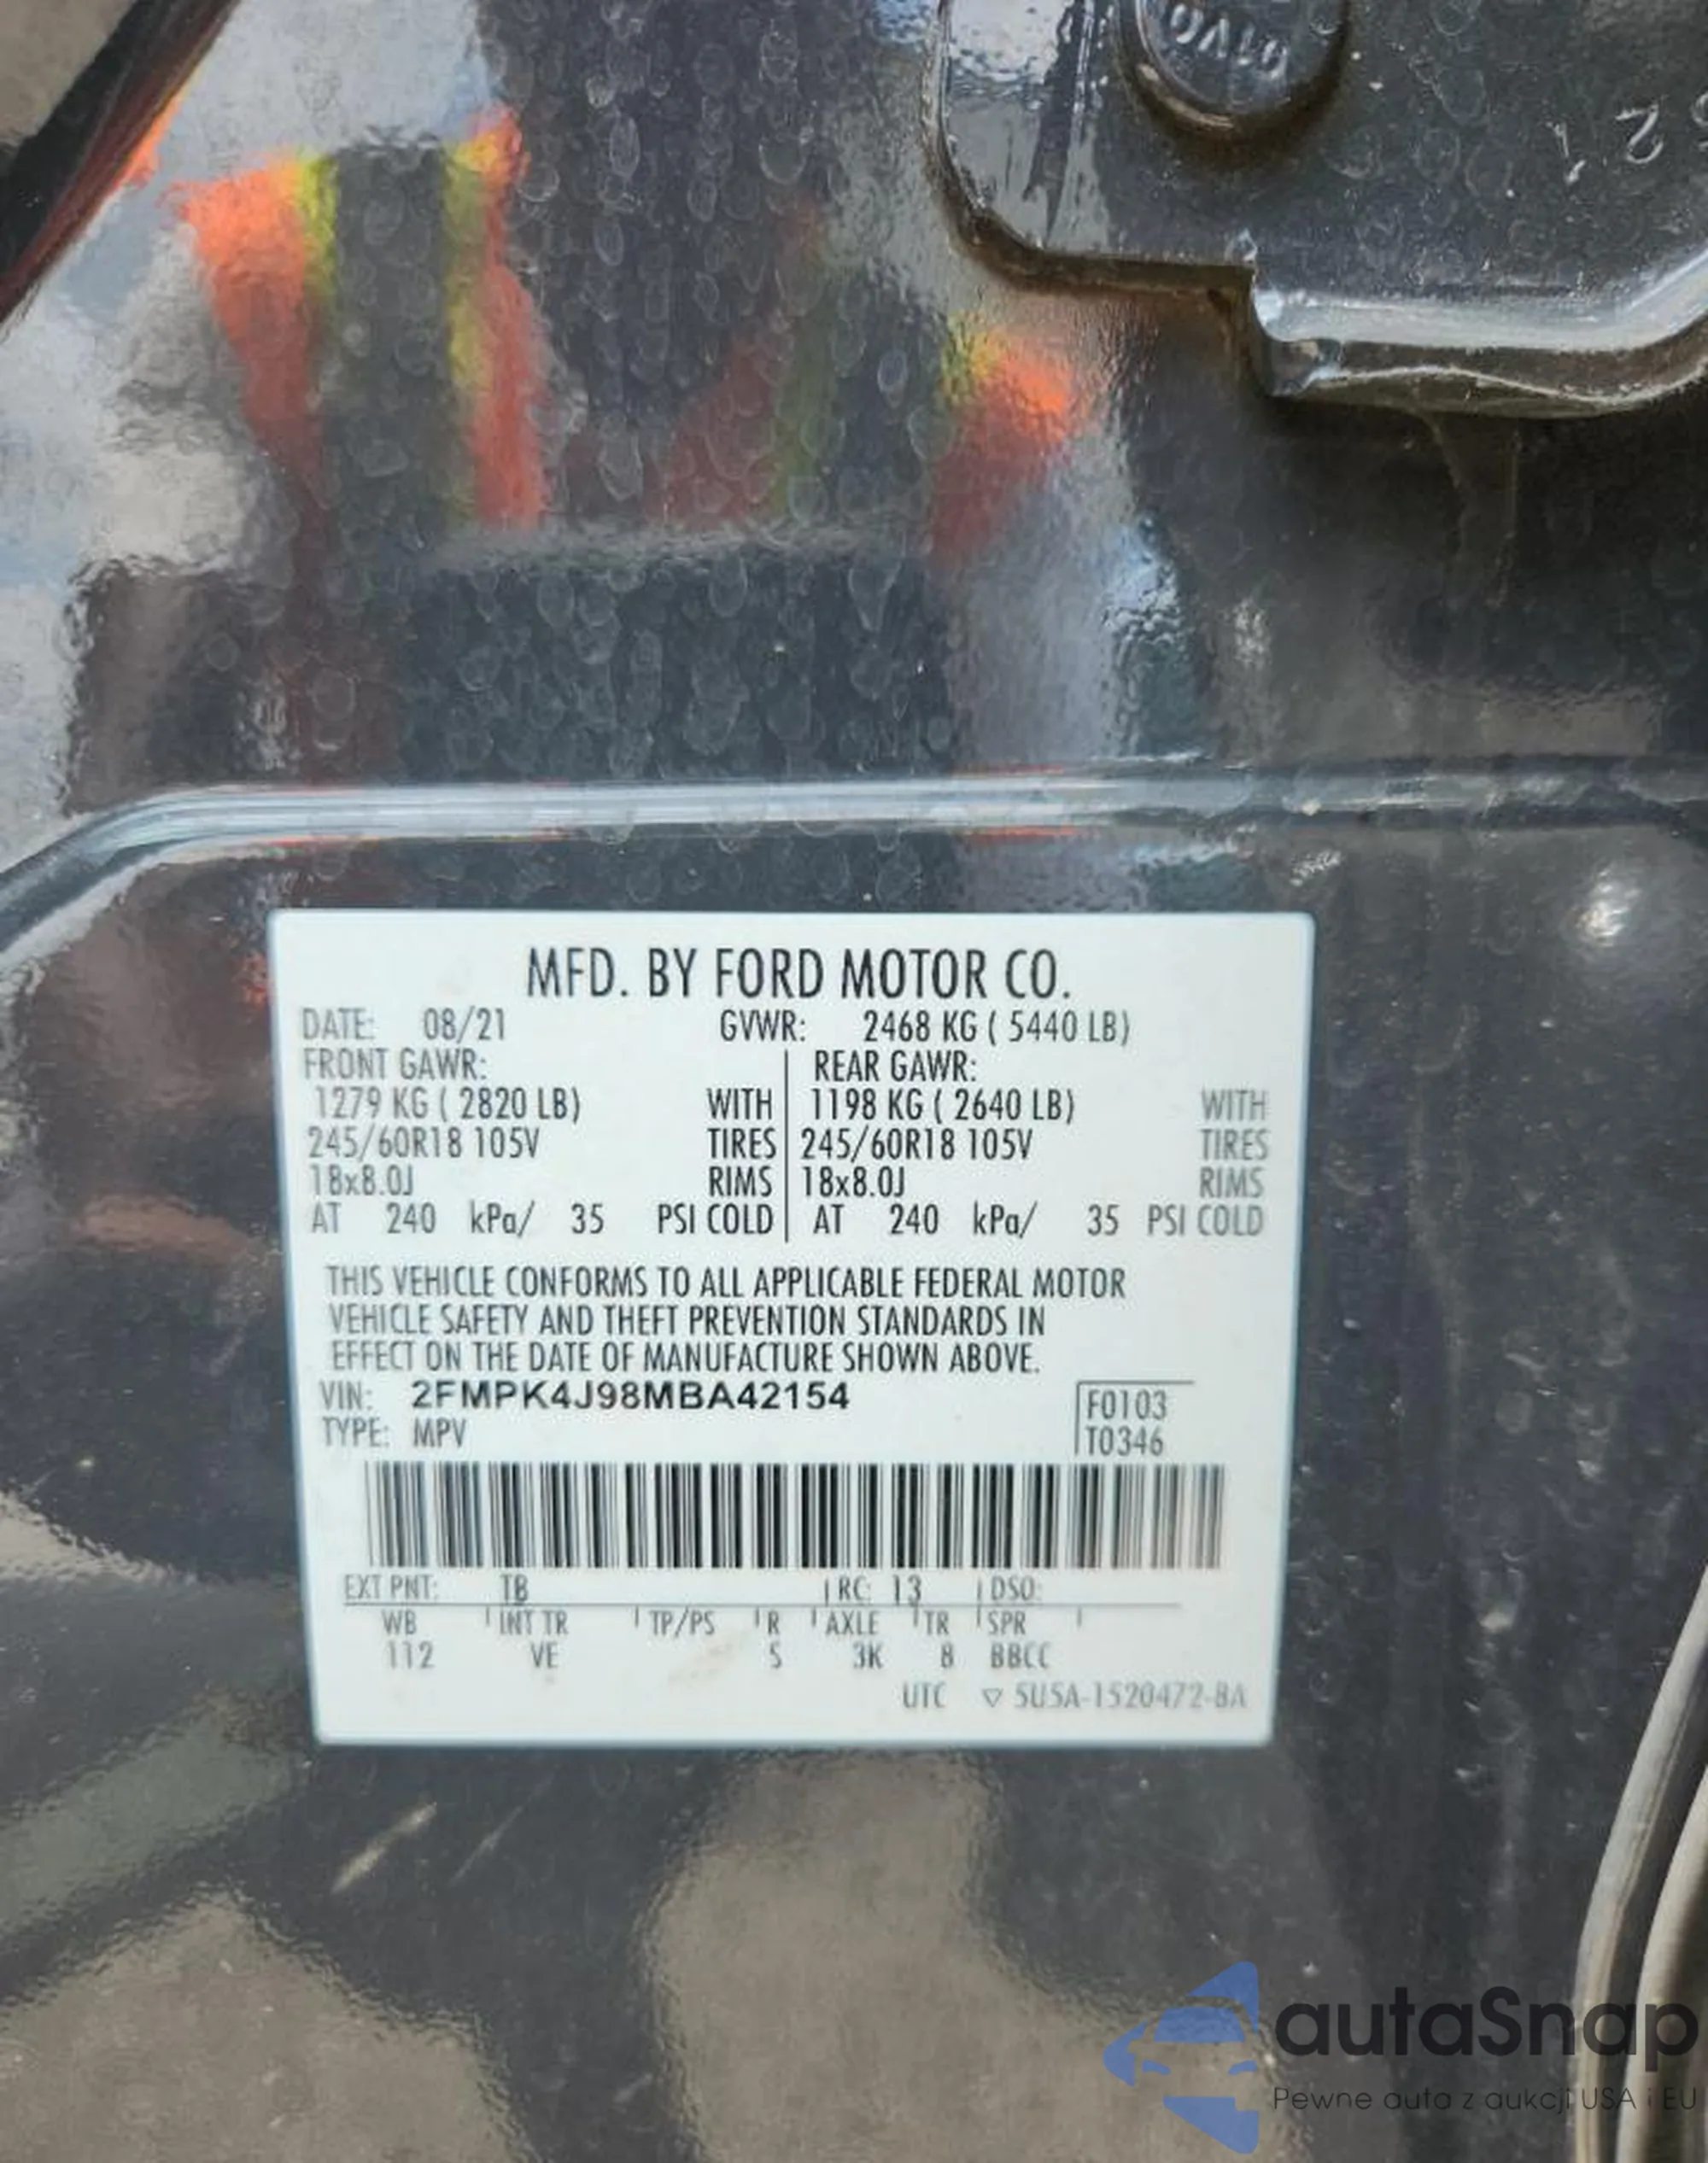 01VO
21
MFD. BY FORD MOTOR CO.
DATE: 08/21 GVWR: 2468 KG ( 5440 LB)
FRONT GAWR: REAR GAWR:
1279 KG ( 2820 LB) WITH 1198 KG ( 2640 LB) WITH
245/60R18 105V TIRES 245/60R18 105V TIRES
18x8.0J RIMS 18x8.0J RIMS
AT 240 kPa/ 35 PSI COLD AT 240 kPa/ 35 PSI COLD
THIS VEHICLE CONFORMS TO ALL APPLICABLE FEDERAL MOTOR
VEHICLE SAFETY AND THEFT PREVENTION STANDARDS IN
EFFECT ON THE DATE OF MANUFACTURE SHOWN ABOVE.
VIN: 2FMPK4J98MBA42154 F0103
TYPE: MPV T0346
EXT PNT: TB RC: 13 DSO:
WB INT TR TP/PS R AXLE TR SPR
112 VE S 3K 8 BBCC
UTC ▽ 5U5A-1520472-BA
autaSnap
Pewne auta z aukcji USA i EU